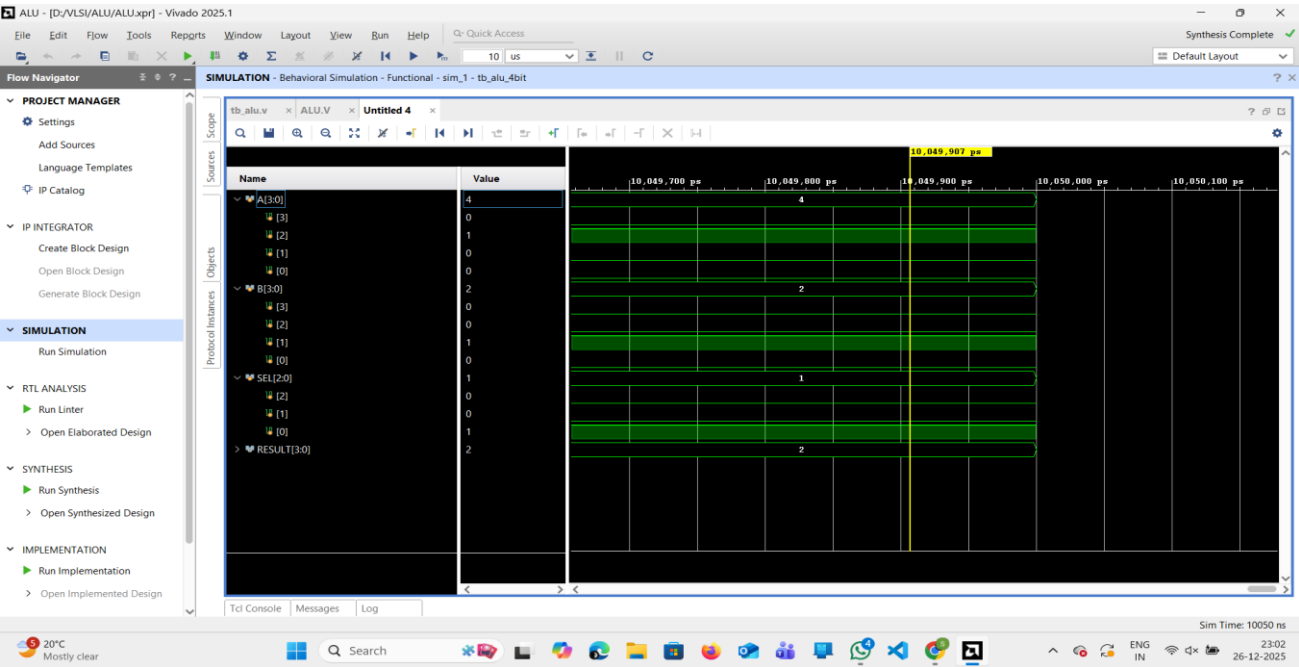 ALU - [D:/VLSI/ALU/ALU.xpr] - Vivado 2025.1
File Edit Flow Tools Reports Window Layout View Run Help Quick Access Synthesis Complete
10 us Default Layout
Flow Navigator
SIMULATION - Behavioral Simulation - Functional - sim_1 - tb_alu_4bit
PROJECT MANAGER
Settings
Add Sources
Language Templates
IP Catalog
IP INTEGRATOR
Create Block Design
Open Block Design
Generate Block Design
SIMULATION
Run Simulation
RTL ANALYSIS
Run Linter
Open Elaborated Design
SYNTHESIS
Run Synthesis
Open Synthesized Design
IMPLEMENTATION
Run Implementation
Open Implemented Design
Scope
Sources
Objects
Protocol Instances
tb_alu.v ALU.V Untitled 4
10,049,907 ps
Name Value
10,049,700 ps 10,049,800 ps 10,049,900 ps 10,050,000 ps 10,050,100 ps
A[3:0] 4 4
[3] 0
[2] 1
[1] 0
[0] 0
B[3:0] 2 2
[3] 0
[2] 0
[1] 1
[0] 0
SEL[2:0] 1 1
[2] 0
[1] 0
[0] 1
RESULT[3:0] 2 2
Tcl Console Messages Log
Sim Time: 10050 ns
5 20°C
Mostly clear
Search
4
5
ENG
IN
23:02
26-12-2025